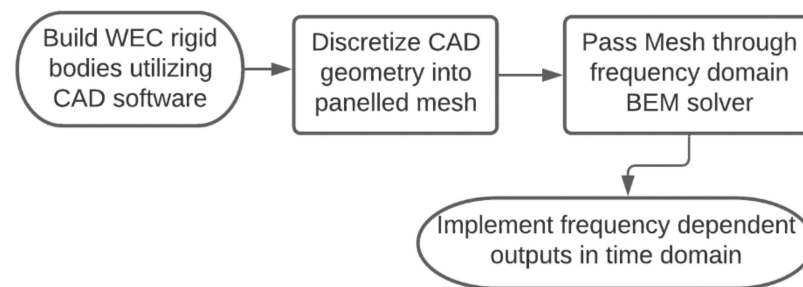 Build WEC rigid
bodies utilizing
CAD software
Discretize CAD
geometry into
panelled mesh
Pass Mesh through
frequency domain
BEM solver
Implement frequency dependent
outputs in time domain